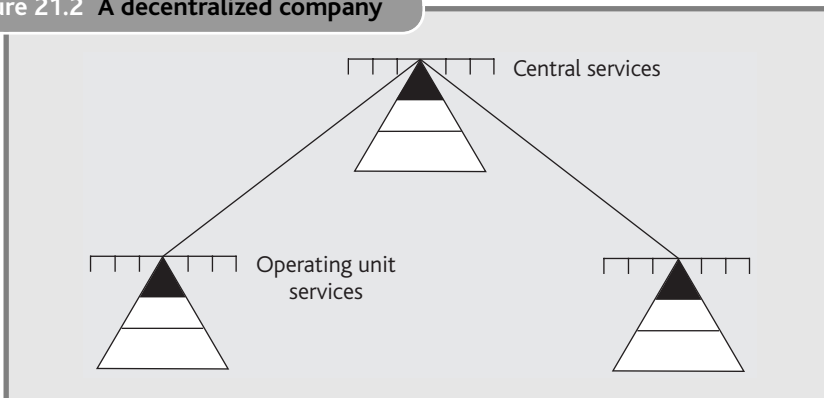 ure 21.2 A decentralized company
Central services
Operating unit
services